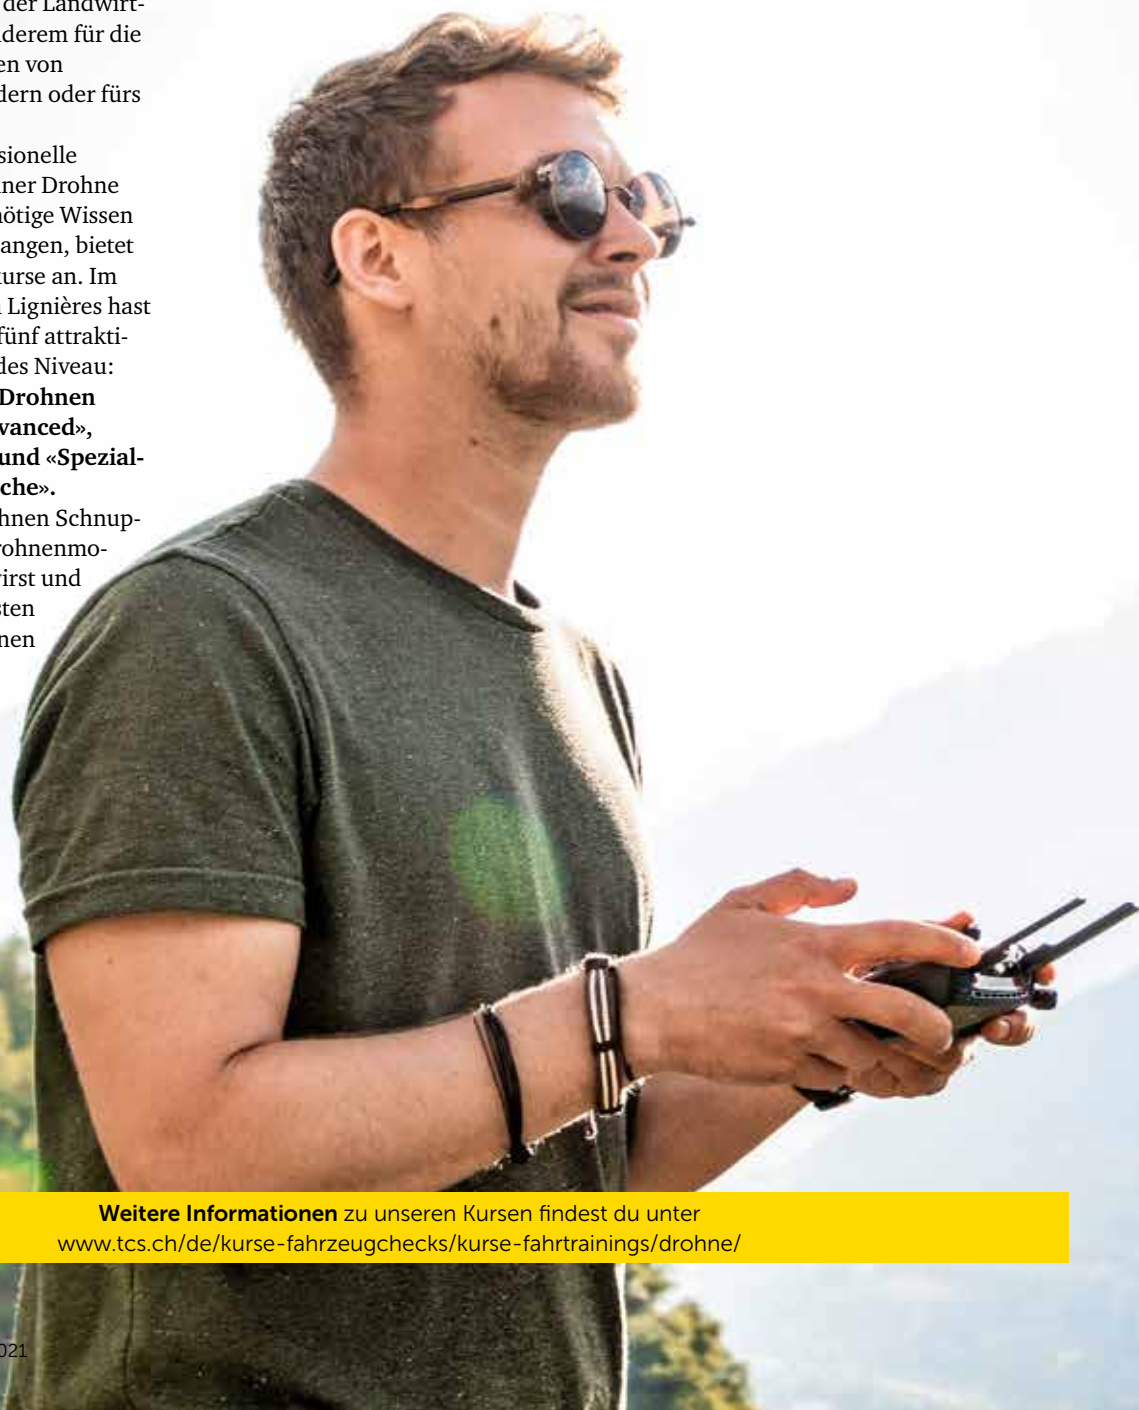 der Landwirt-
derem für die
en von
dern oder fürs
sionelle
ner Drohne
nötige Wissen
angen, bietet
kurse an. Im
Lignières hast
fünf attrakti-
des Niveau:
Drohnen
vanced»,
und «Spezial-
che».
hnen Schnup-
rohnenmo-
irst und
sten
nen
Weitere Informationen zu unseren Kursen findest du unter
www.tcs.ch/de/kurse-fahrzeugchecks/kurse-fahrtrainings/drohne/
021